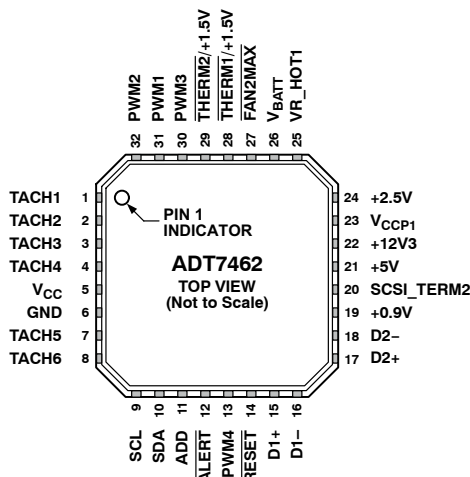 PWM2
PWM1
PWM3
THERM2/+1.5V
THERM1/+1.5V
FAN2MAX
VBATT
VR_HOT1
32
31
30
29
28
27
26
25
TACH1 1
TACH2 2
TACH3 3
TACH4 4
VCC 5
GND 6
TACH5 7
TACH6 8
PIN 1
INDICATOR
ADT7462
TOP VIEW
(Not to Scale)
24 +2.5V
23 VCCP1
22 +12V3
21 +5V
20 SCSI_TERM2
19 +0.9V
18 D2−
17 D2+
9
10
11
12
13
14
15
16
SCL
SDA
ADD
ALERT
PWM4
RESET
D1+
D1−